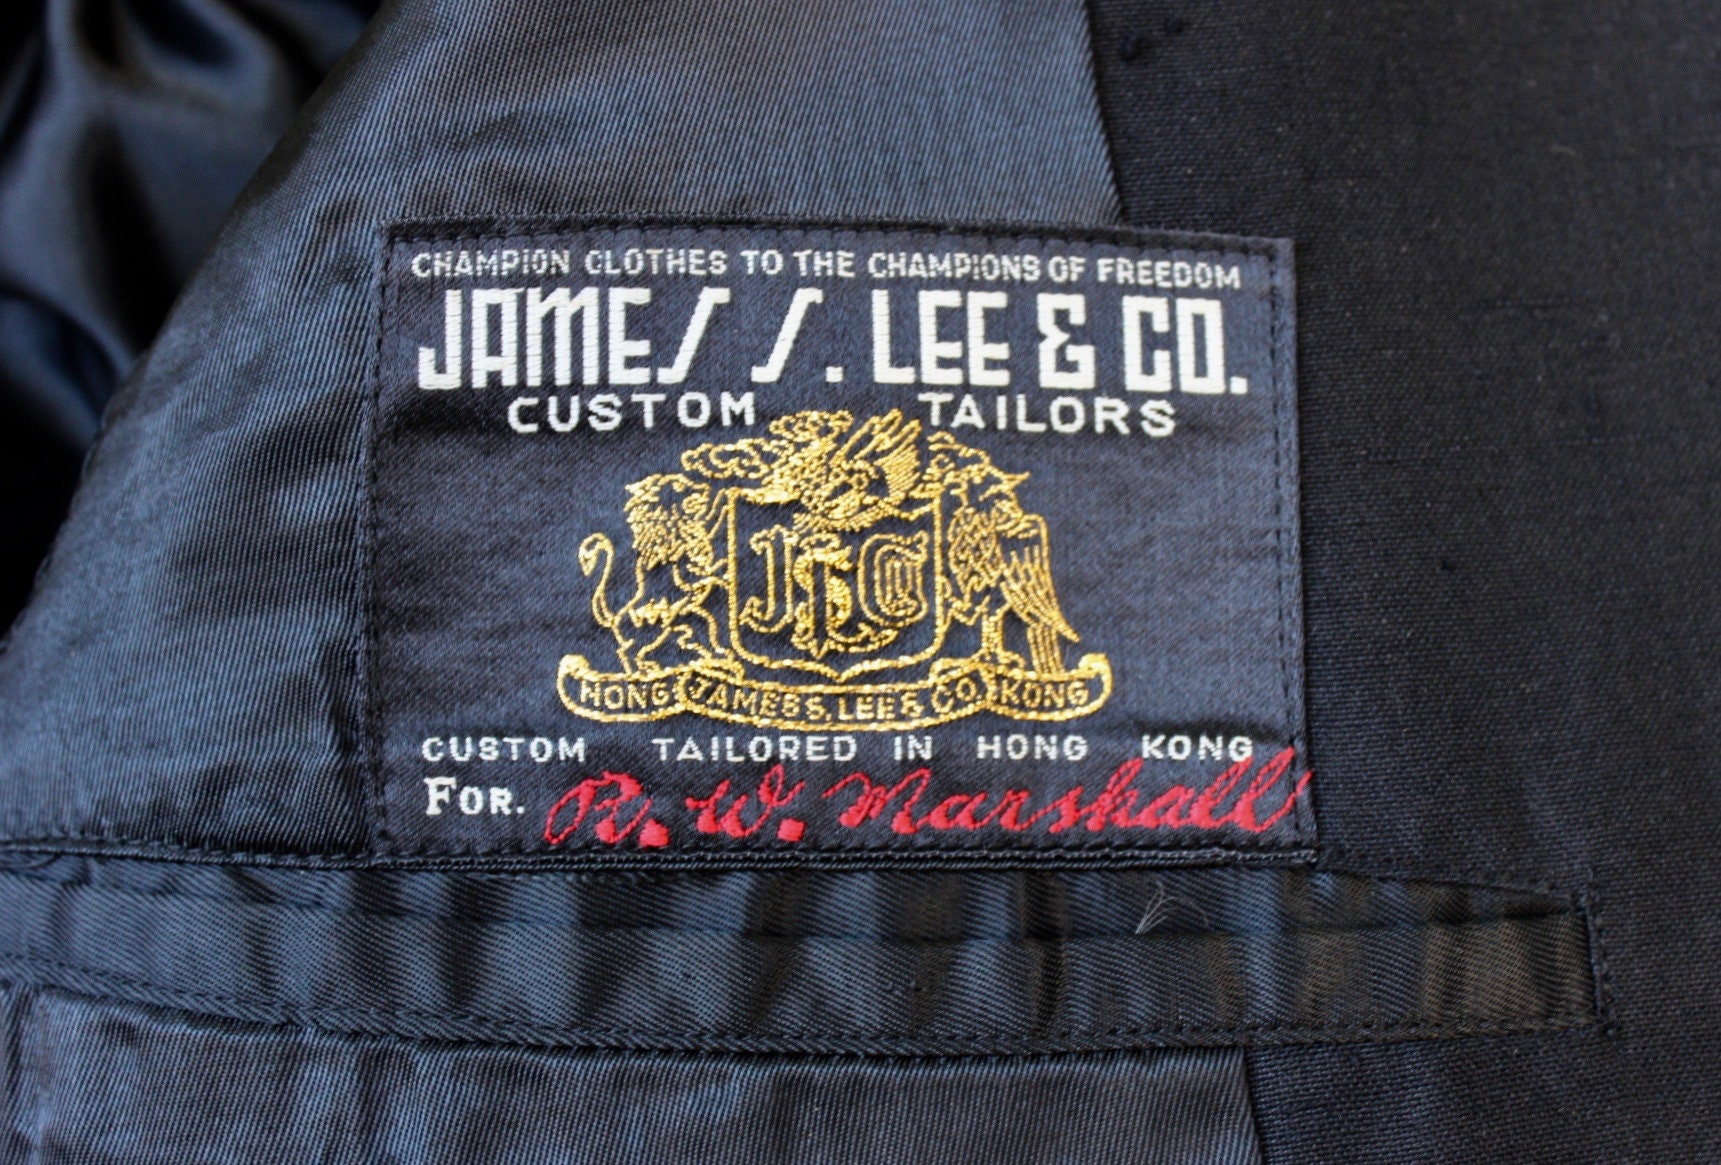 CHAMPION CLOTHES TO THE CHAMPIONS OF FREEDOM
JAMES S. LEE & CO.
CUSTOM TAILORS
HONG JAMES S. LEE & CO. KONG
CUSTOM TAILORED IN HONG KONG
FOR. R. W. Marshall